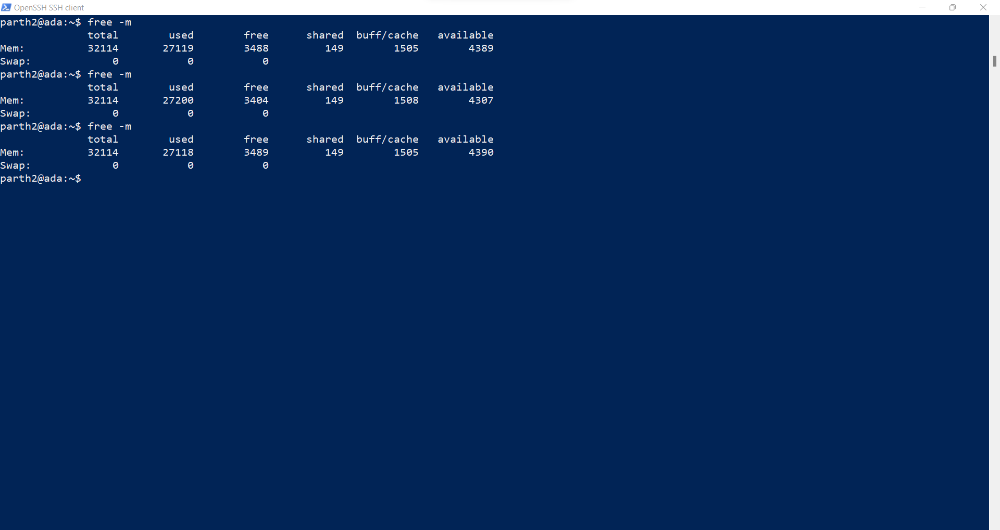 OpenSSH SSH client
parth2@ada:~$ free -m
              total        used        free      shared  buff/cache   available
Mem:          32114       27119        3488         149        1505        4389
Swap:             0           0           0
parth2@ada:~$ free -m
              total        used        free      shared  buff/cache   available
Mem:          32114       27200        3404         149        1508        4307
Swap:             0           0           0
parth2@ada:~$ free -m
              total        used        free      shared  buff/cache   available
Mem:          32114       27118        3489         149        1505        4390
Swap:             0           0           0
parth2@ada:~$